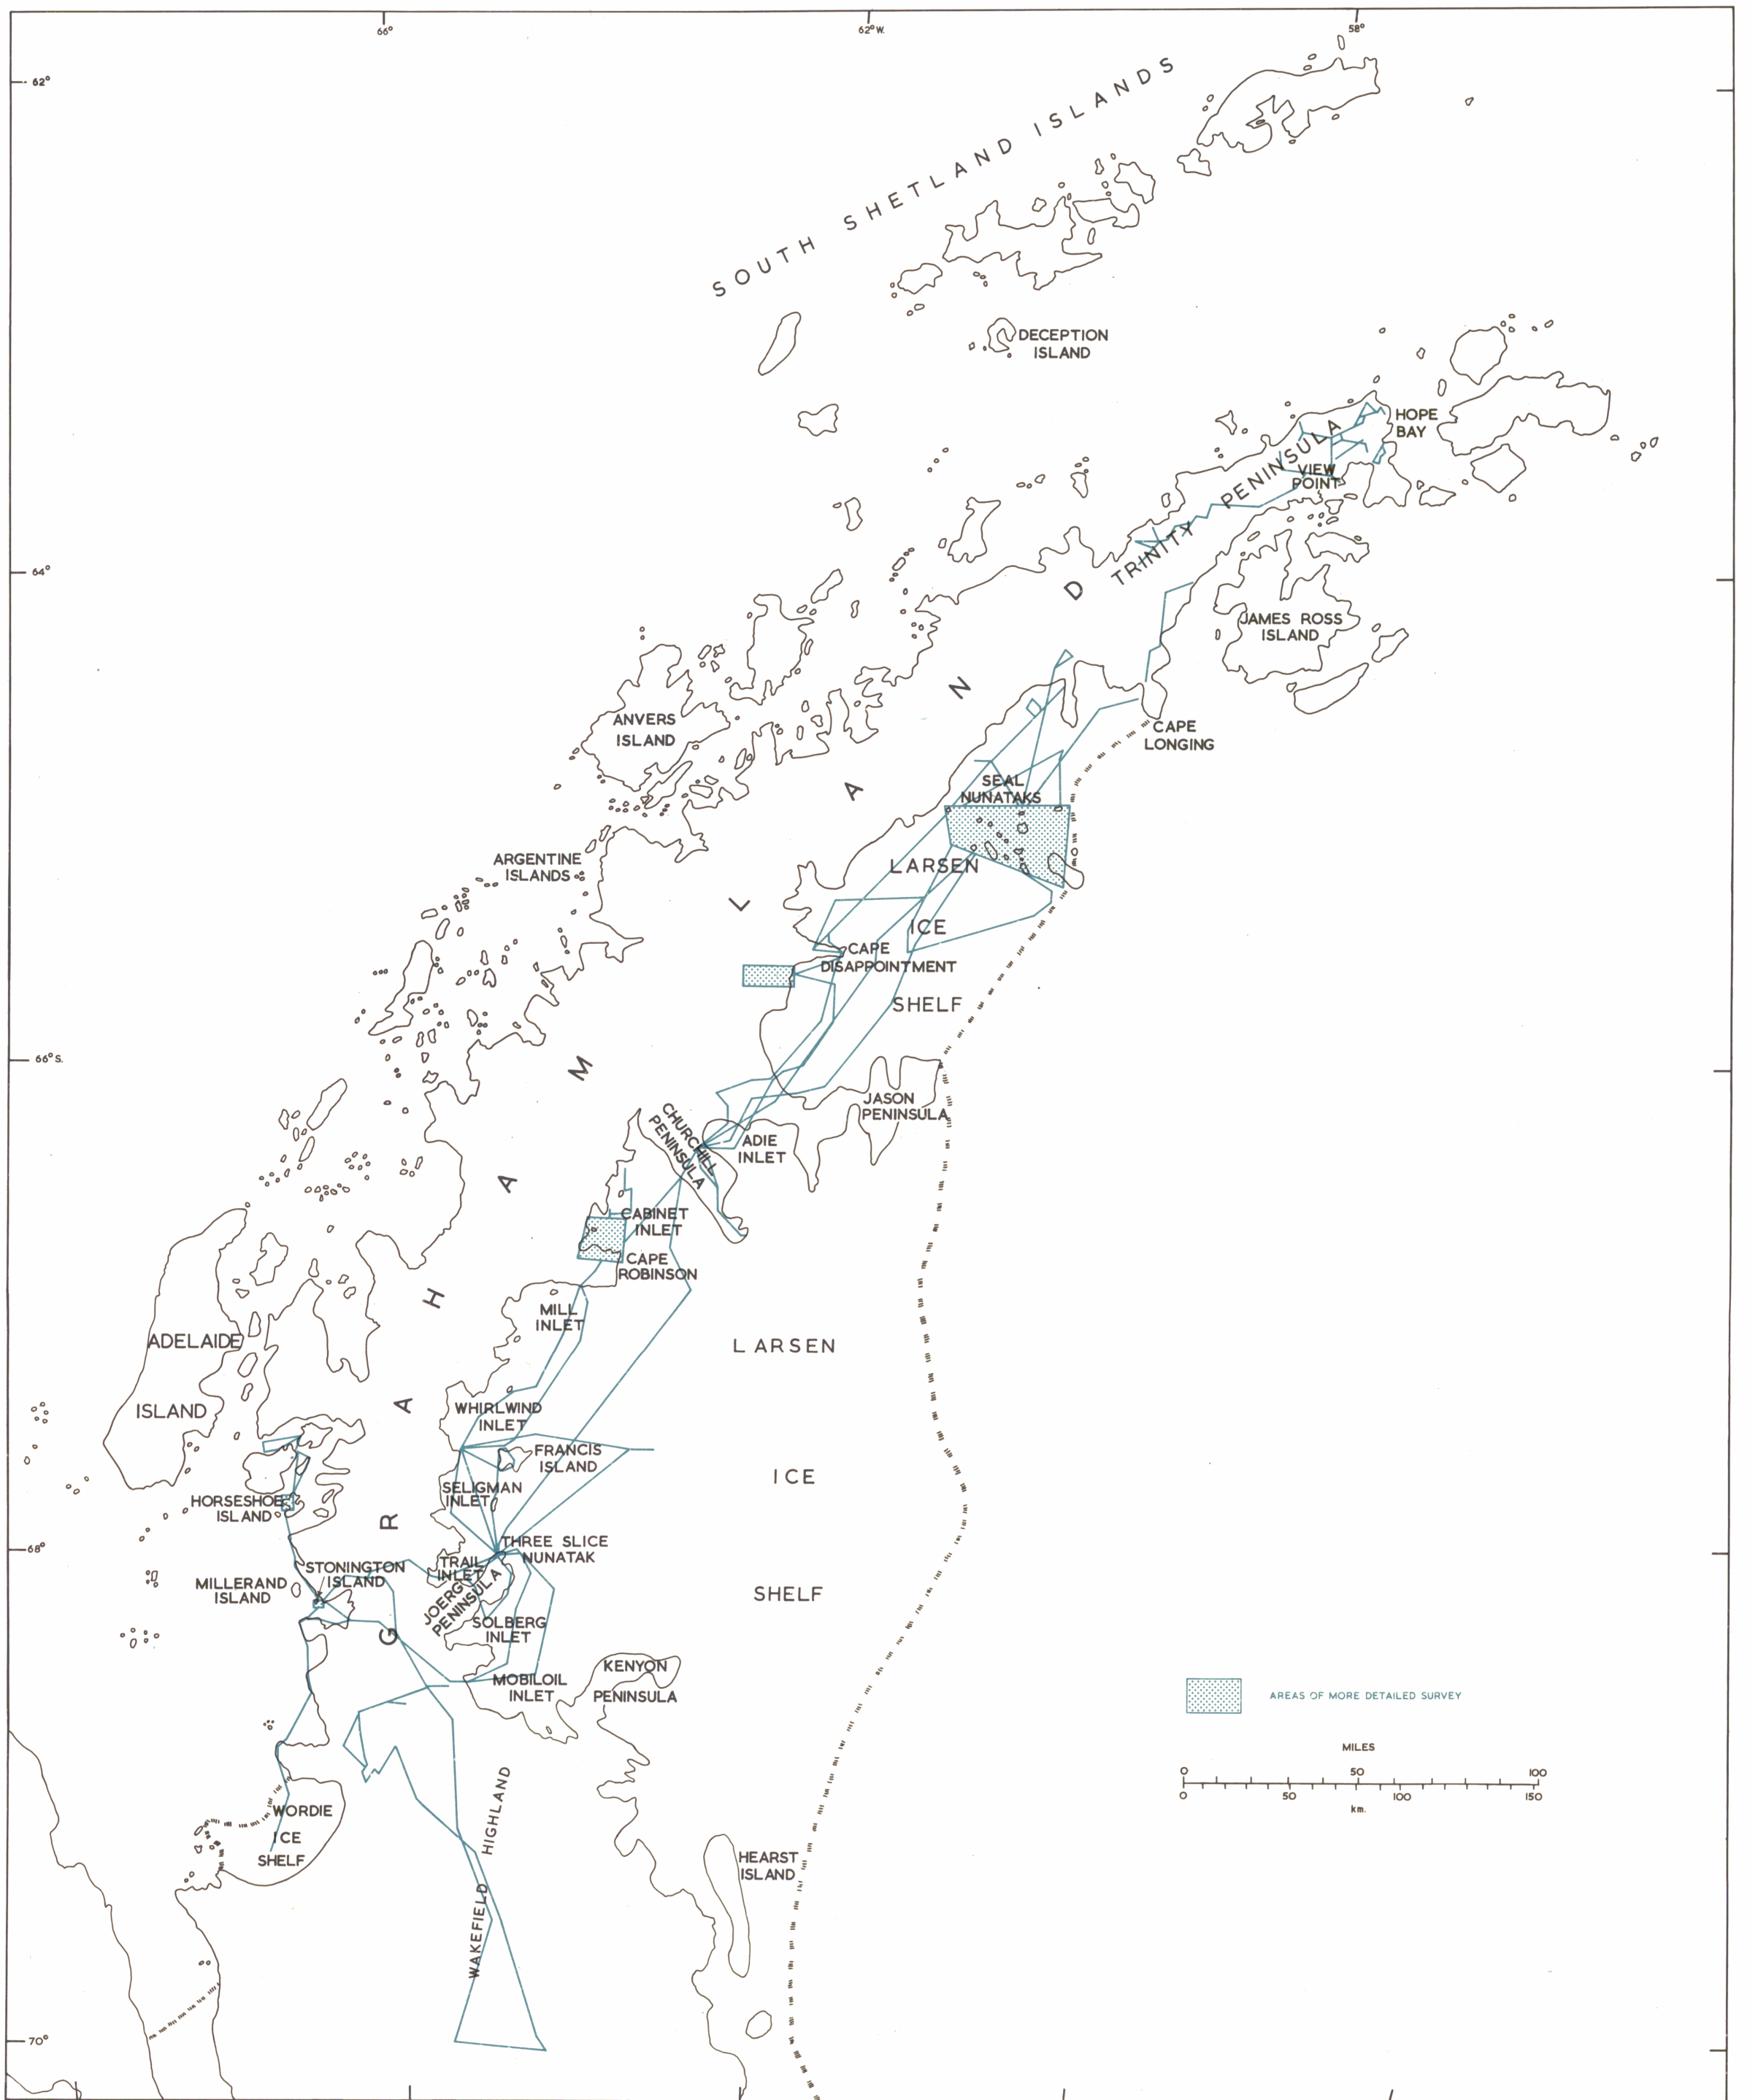 66°
62°W.
58°
62°
SOUTH SHETLAND ISLANDS
DECEPTION
ISLAND
HOPE
BAY
TRINITY PENINSULA
VIEW
POINT
64°
JAMES ROSS
ISLAND
ANVERS
ISLAND
CAPE
LONGING
SEAL
NUNATAKS
ARGENTINE
ISLANDS
LARSEN
ICE
SHELF
CAPE
DISAPPOINTMENT
66°S.
JASON
PENINSULA
CHURCHILL
PENINSULA
ADIE
INLET
CABINET
INLET
CAPE
ROBINSON
MILL
INLET
GRAHAM LAND
ADELAIDE
ISLAND
LARSEN
ICE
SHELF
WHIRLWIND
INLET
FRANCIS
ISLAND
SELIGMAN
INLET
HORSESHOE
ISLAND
68°
THREE SLICE
NUNATAK
TRAIL
INLET
STONINGTON
ISLAND
MILLERAND
ISLAND
JOERG
PENINSULA
SOLBERG
INLET
MOBILOIL
INLET
KENYON
PENINSULA
AREAS OF MORE DETAILED SURVEY
MILES
0 50 100
0 50 100 150
km.
WORDIE
ICE
SHELF
WAKEFIELD HIGHLAND
HEARST
ISLAND
70°